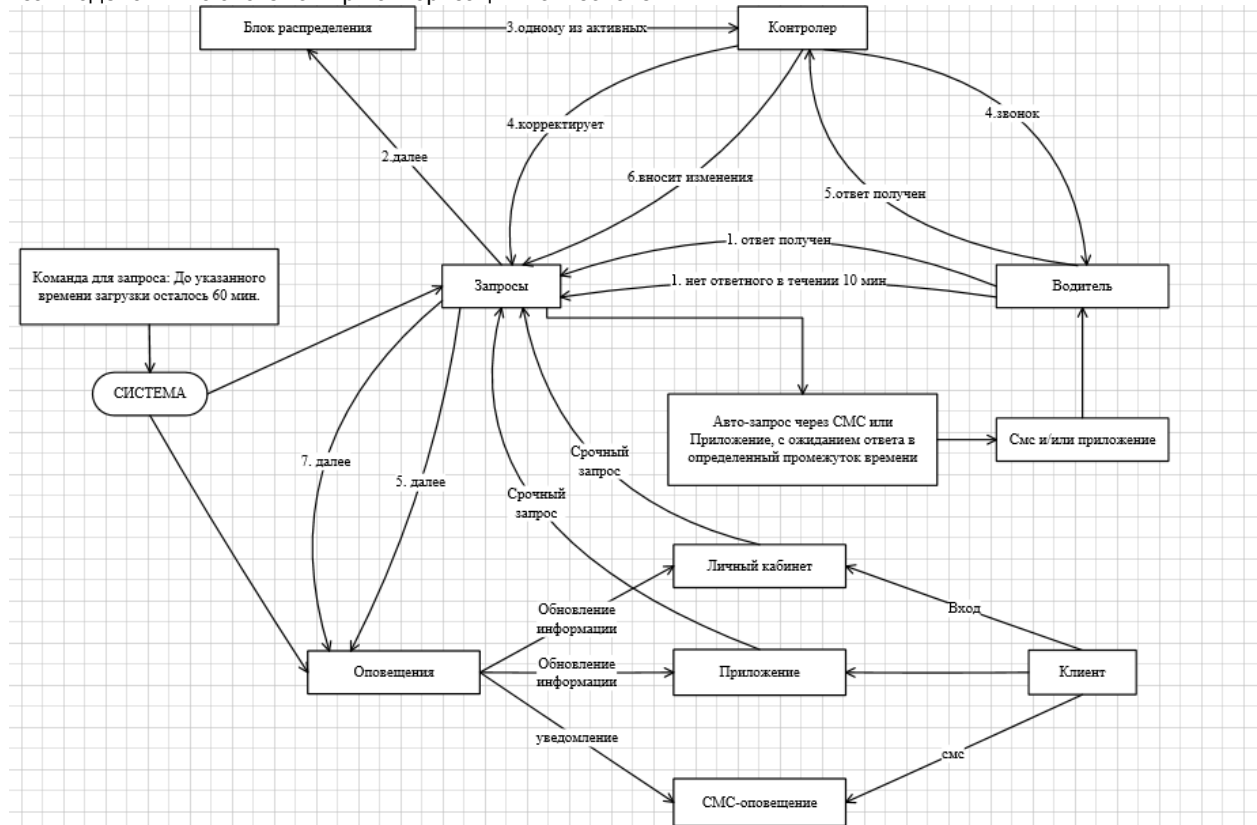 Блок распределения
3.одному из активных
Контролер
4.корректирует
4.звонок
2.далее
6.вносит изменения
5.ответ получен
1. ответ получен
Команда для запроса: До указанного
времени загрузки осталось 60 мин.
Запросы
1. нет ответного в течении 10 мин
Водитель
СИСТЕМА
Авто-запрос через СМС или
Приложение, с ожиданием ответа в
определенный промежуток времени
Смс и/или приложение
7. далее
5. далее
Срочный
запрос
Срочный
запрос
Личный кабинет
Вход
Обновление
информации
Оповещения
Обновление
информации
Приложение
Клиент
уведомление
смс
СМС-оповещение